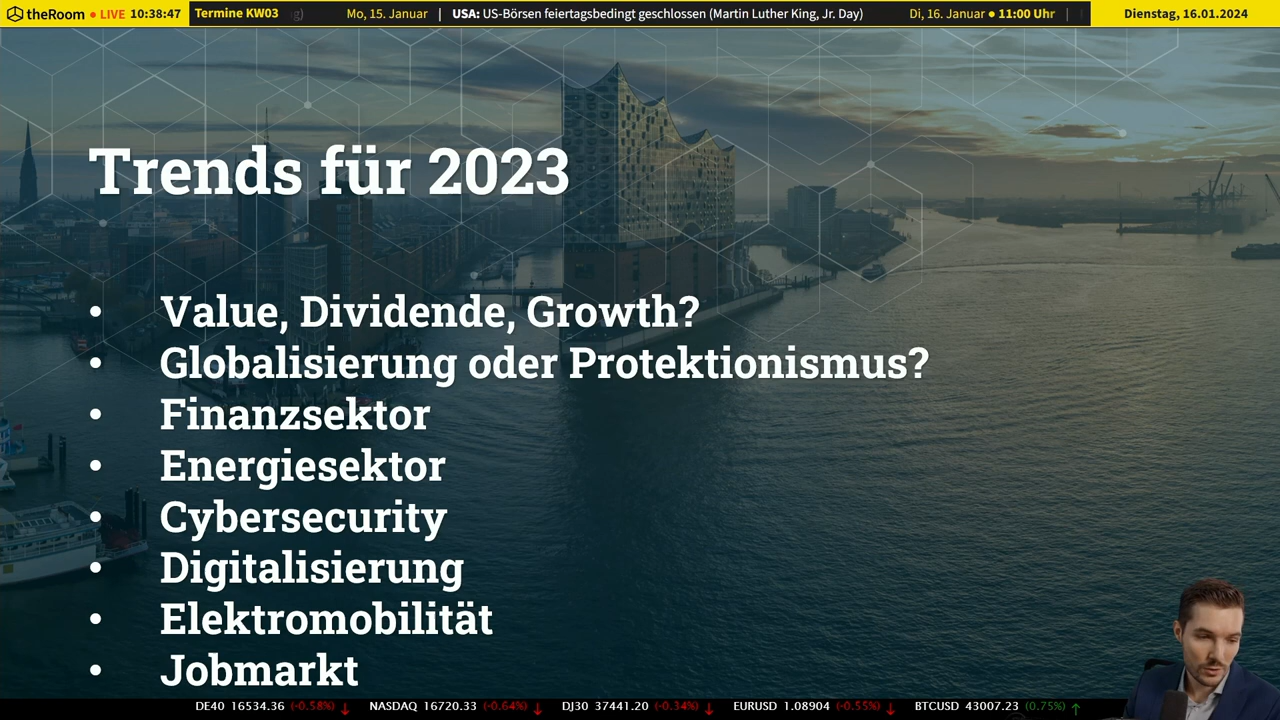 theRoom ● LIVE 10:38:47 Termine KW03 Mo, 15. Januar | USA: US-Börsen feiertagsbedingt geschlossen (Martin Luther King, Jr. Day) Di, 16. Januar ● 11:00 Uhr | Dienstag, 16.01.2024
Trends für 2023
• Value, Dividende, Growth?
• Globalisierung oder Protektionismus?
• Finanzsektor
• Energiesektor
• Cybersecurity
• Digitalisierung
• Elektromobilität
• Jobmarkt
DE40 16534.36 (-0.58%) ↓ NASDAQ 16720.33 (-0.64%) ↓ DJ30 37441.20 (-0.34%) ↓ EURUSD 1.08904 (-0.55%) ↓ BTCUSD 43007.23 (0.75%) ↑